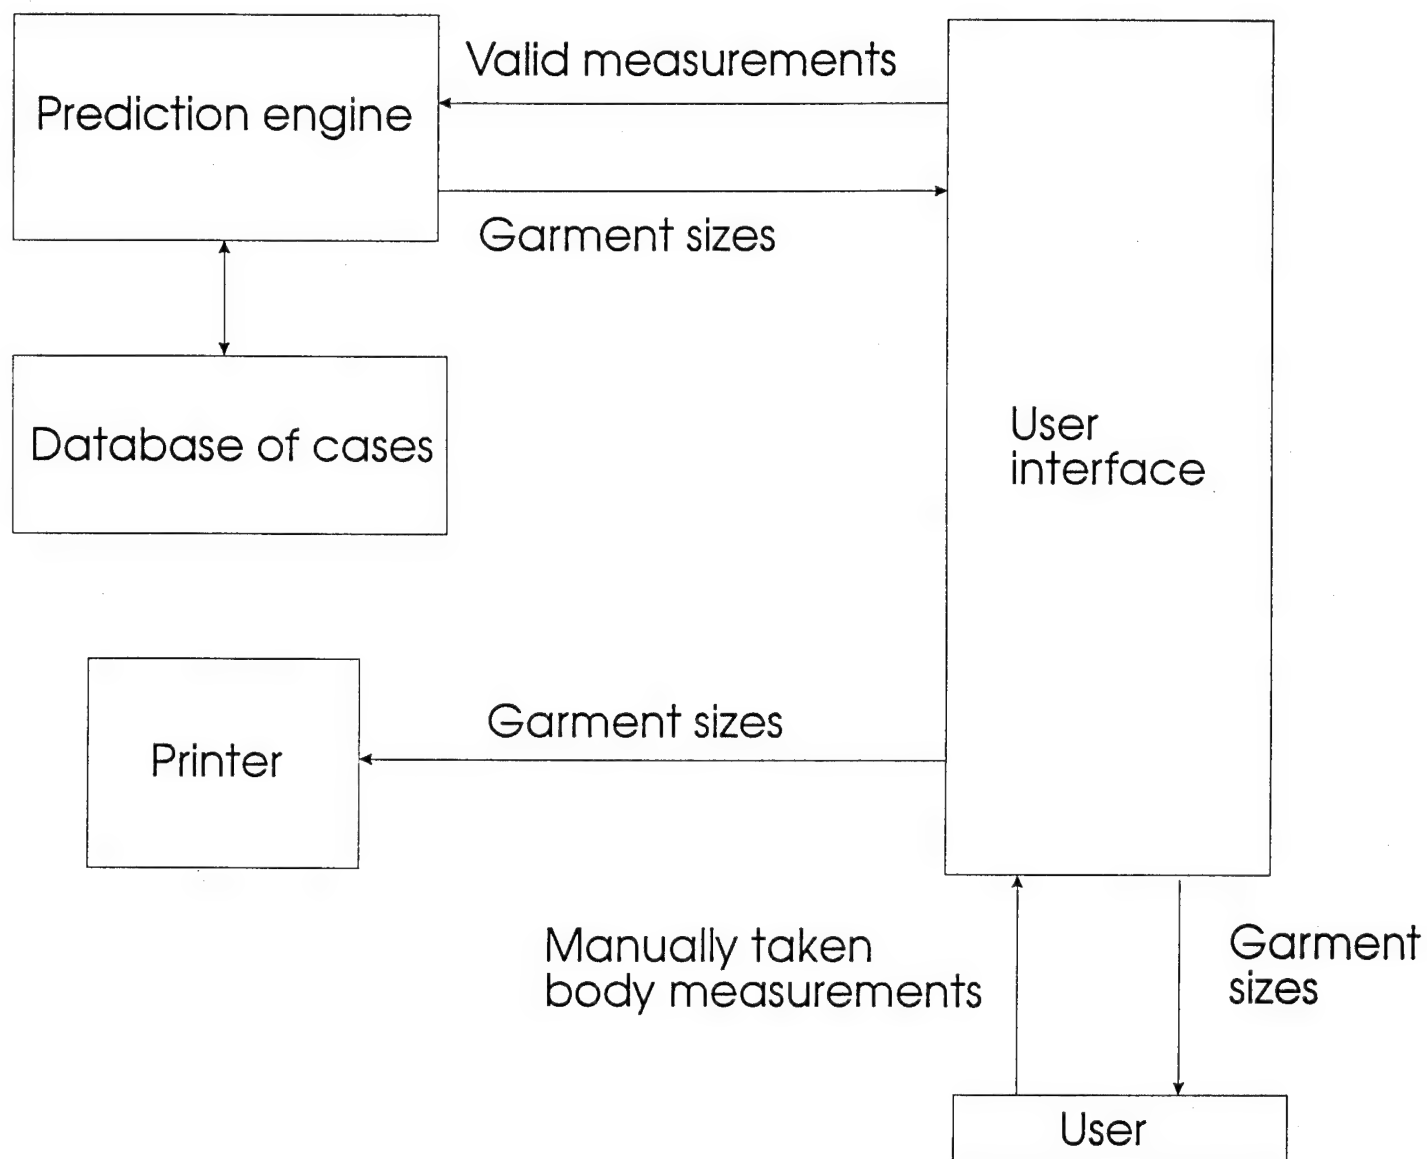 Valid measurements
Prediction engine
Garment sizes
Database of cases
User
interface
Garment sizes
Printer
Manually taken
body measurements
Garment
sizes
User